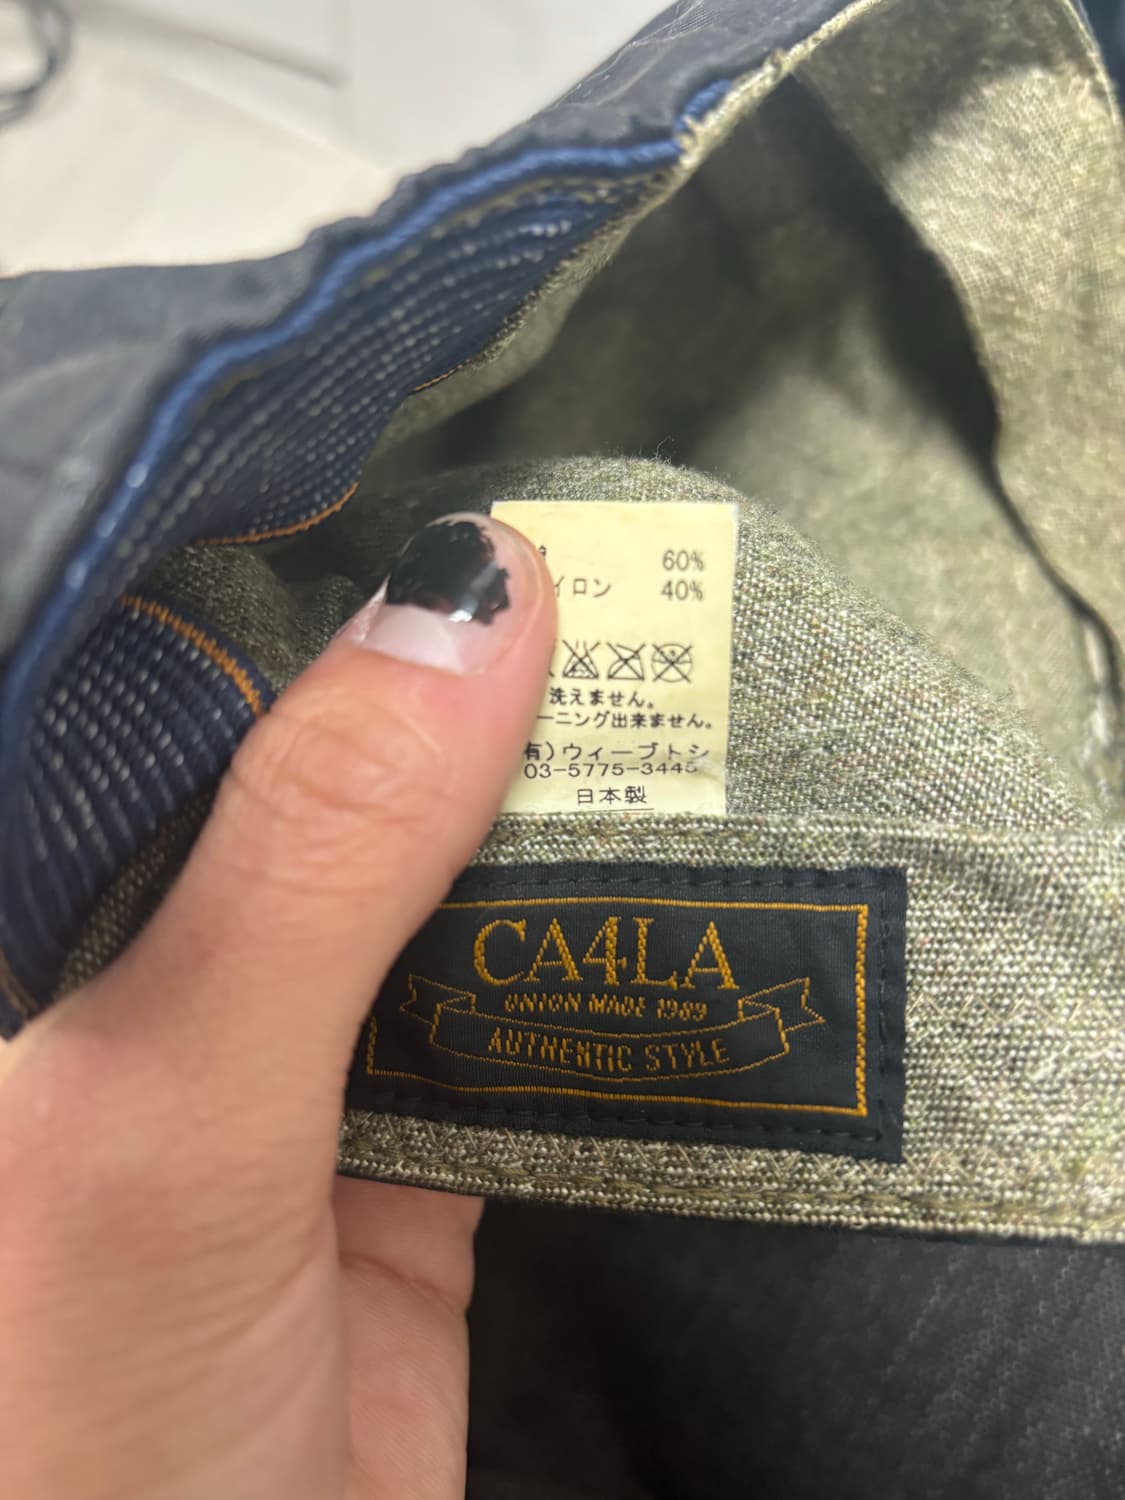 60%
イロン 40%
洗えません。
ーニング出来ません。
有)ウィーブトシ
03-5775-3445
日本製
CA4LA
UNION MADE 1989
AUTHENTIC STYLE